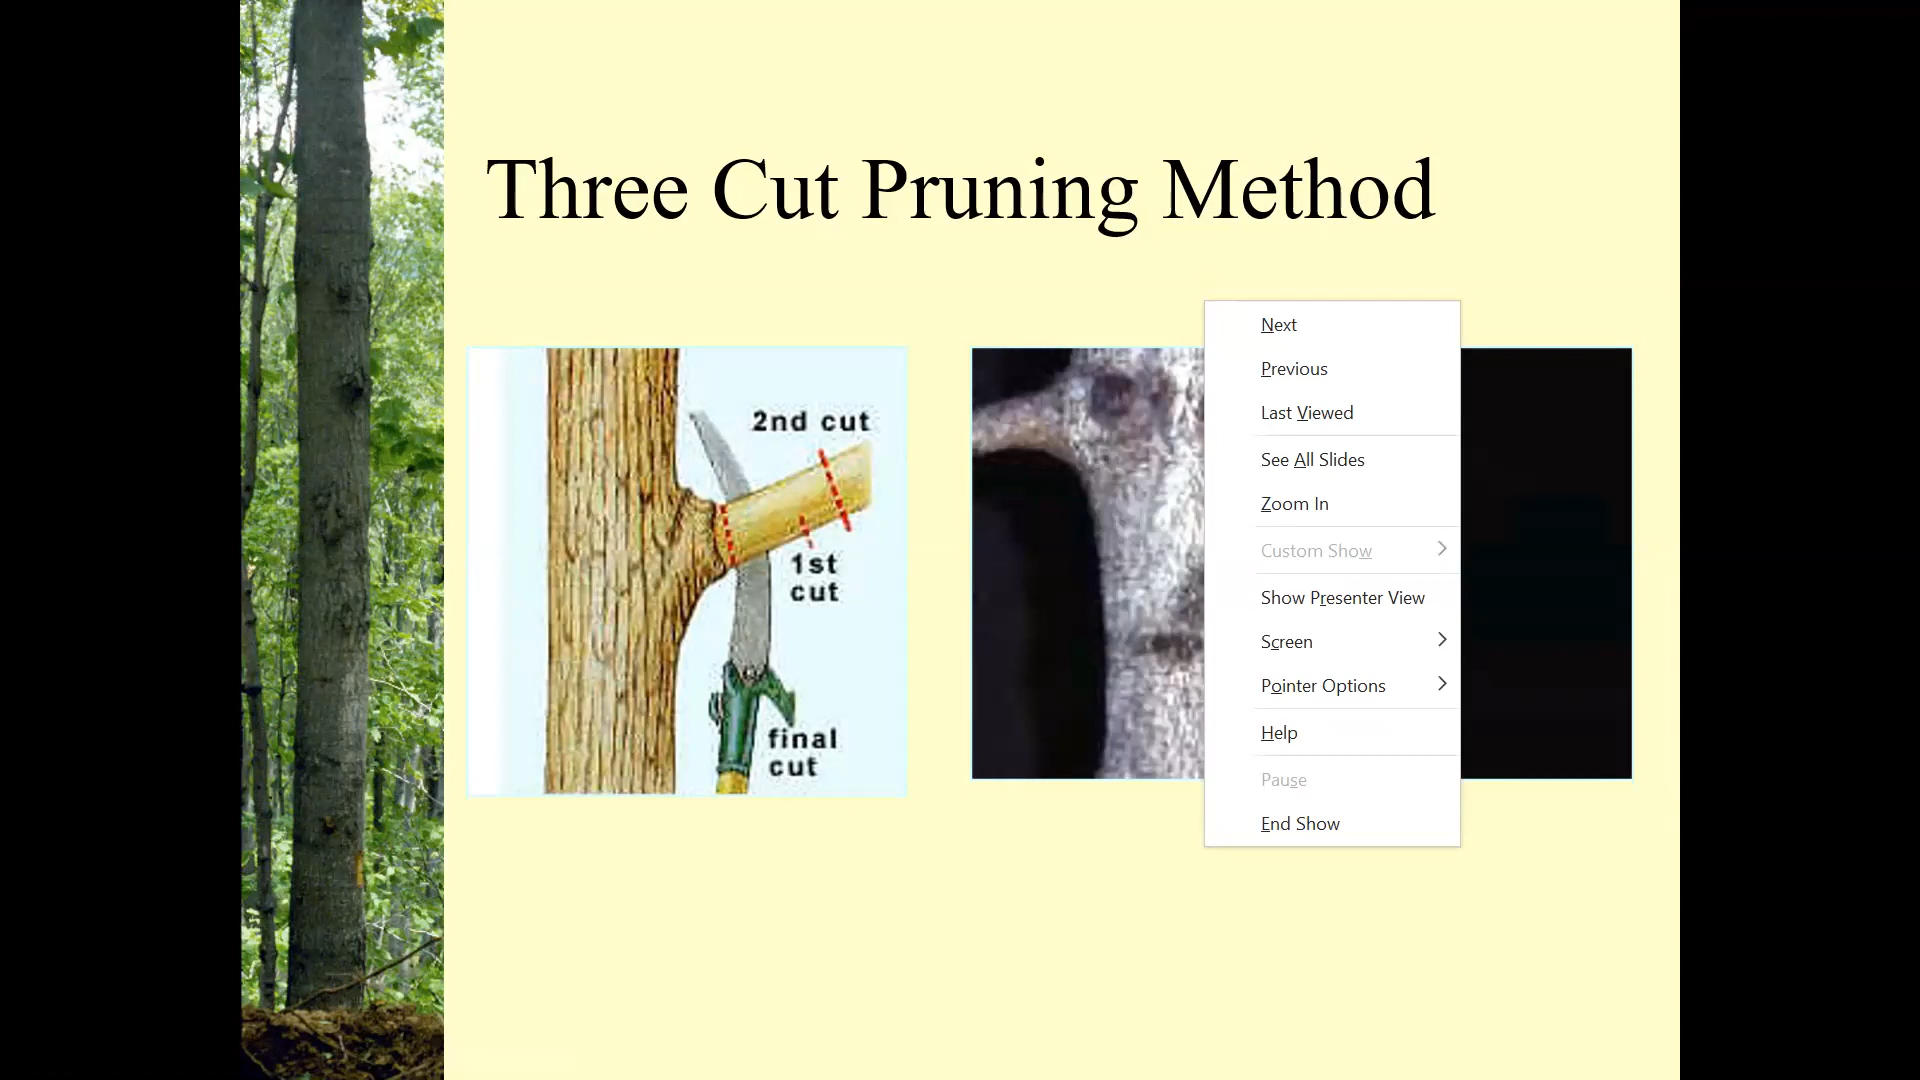 Three Cut Pruning Method
2nd cut
1st
cut
final
cut
Next
Previous
Last Viewed
See All Slides
Zoom In
Custom Show
Show Presenter View
Screen
Pointer Options
Help
Pause
End Show